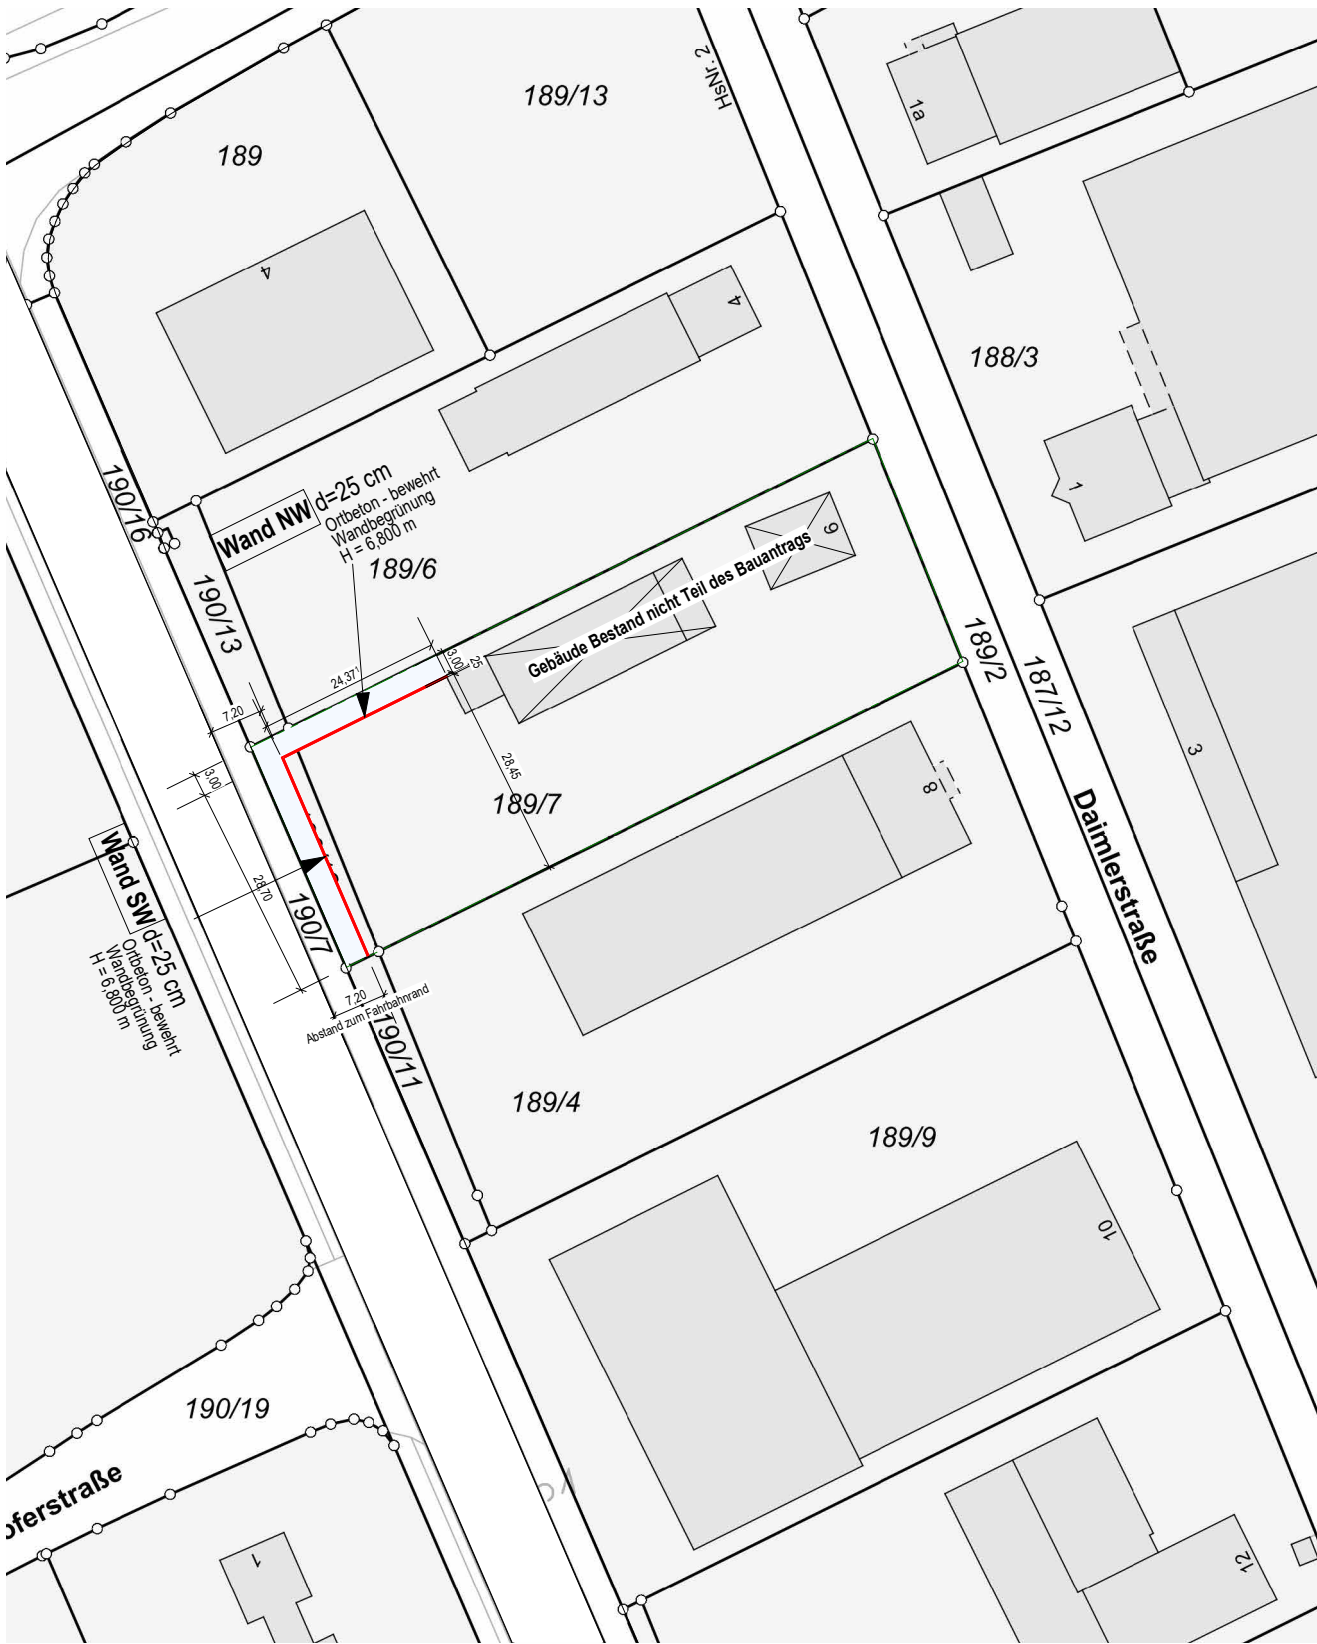 HsNr. 2
189/13
1a
189
4
4
188/3
1
190/16
Wand NW d=25 cm
Ortbeton - bewehrt
Wandbegrünung
H = 6,800 m
189/6
6
Gebäude Bestand nicht Teil des Bauantrags
190/13
24,37¹
3,00
25
7,20
189/2
187/12
3
28,45
3,00
189/7
8
Daimlerstraße
Wand SW d=25 cm
Ortbeton - bewehrt
Wandbegrünung
H = 6,800 m
28,70
190/7
7,20
Abstand zum Fahrbahnrand
190/11
189/4
189/9
10
190/19
oferstraße
1
12